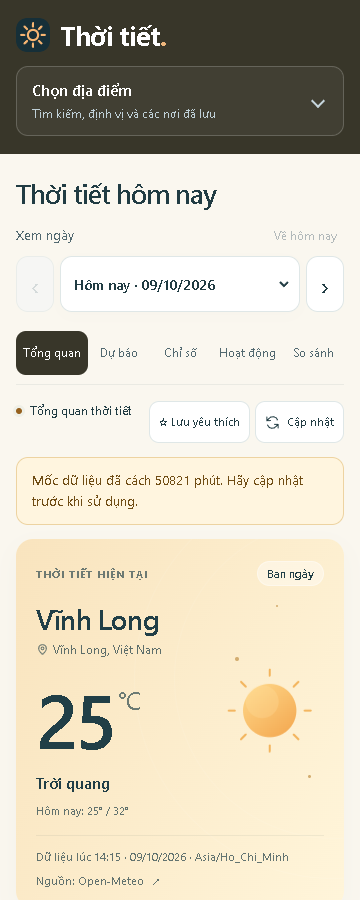 Thời tiết.
Chọn địa điểm
Tìm kiếm, định vị và các nơi đã lưu
Thời tiết hôm nay
Xem ngày
Về hôm nay
Hôm nay · 09/10/2026
Tổng quan
Dự báo
Chỉ số
Hoạt động
So sánh
Tổng quan thời tiết
☆ Lưu yêu thích
Cập nhật
Mốc dữ liệu đã cách 50821 phút. Hãy cập nhật
trước khi sử dụng.
THỜI TIẾT HIỆN TẠI
Ban ngày
Vĩnh Long
Vĩnh Long, Việt Nam
25°C
Trời quang
Hôm nay: 25° / 32°
Dữ liệu lúc 14:15 · 09/10/2026 · Asia/Ho_Chi_Minh
Nguồn: Open-Meteo ↗